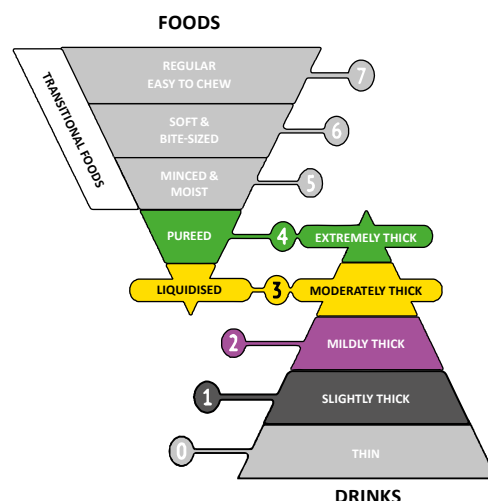 FOODS
REGULAR
EASY TO CHEW
7
TRANSITIONAL FOODS
SOFT &
BITE-SIZED
6
MINCED &
MOIST
5
PUREED
4
EXTREMELY THICK
LIQUIDISED
3
MODERATELY THICK
2
MILDLY THICK
1
SLIGHTLY THICK
0
THIN
DRINKS